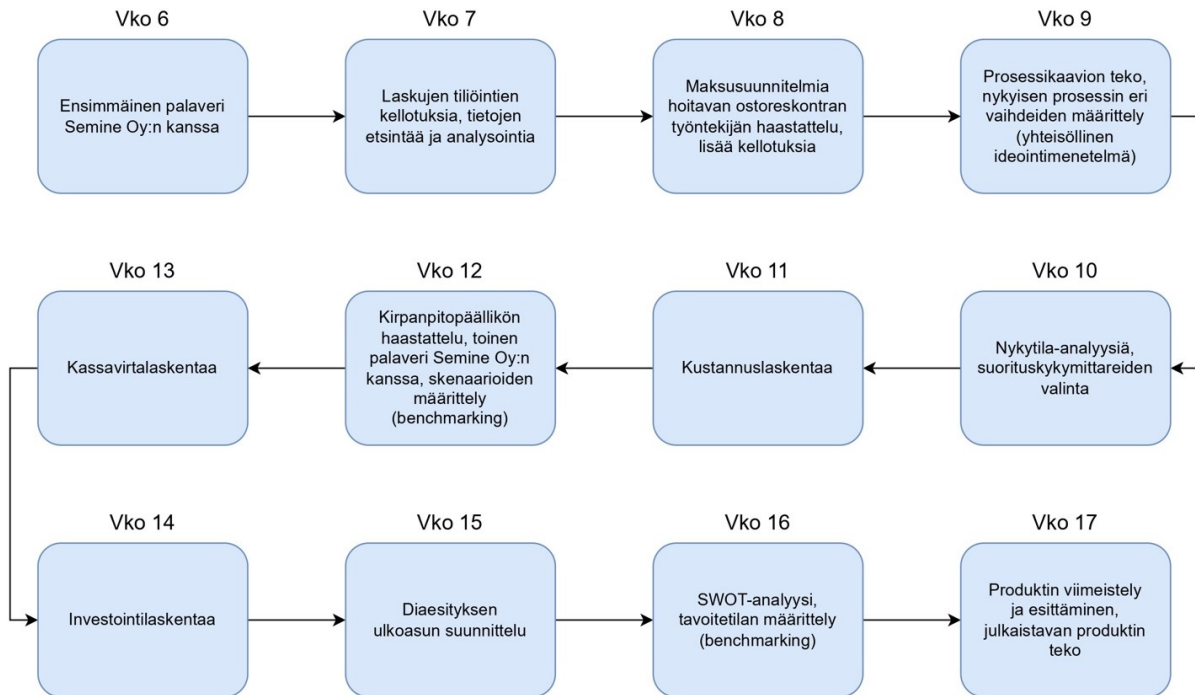 Vko 6
Ensimmäinen palaveri
Semine Oy:n kanssa
Vko 7
Laskujen tiliöintien
kellotuksia, tietojen
etsintää ja analysointia
Vko 8
Maksusuunnitelmia
hoitavan ostoreskontran
työntekijän haastattelu,
lisää kellotuksia
Vko 9
Prosessikaavion teko,
nykyisen prosessin eri
vaihdeiden määrittely
(yhteisöllinen
ideointimenetelmä)
Vko 10
Nykytila-analyysiä,
suorituskykymittareiden
valinta
Vko 11
Kustannuslaskentaa
Vko 12
Kirpanpitopäällikön
haastattelu, toinen
palaveri Semine Oy:n
kanssa, skenaarioiden
määrittely
(benchmarking)
Vko 13
Kassavirtalaskentaa
Vko 14
Investointilaskentaa
Vko 15
Diaesityksen
ulkoasun suunnittelu
Vko 16
SWOT-analyysi,
tavoitetilan määrittely
(benchmarking)
Vko 17
Produktin viimeistely
ja esittäminen,
julkaistavan produktin
teko